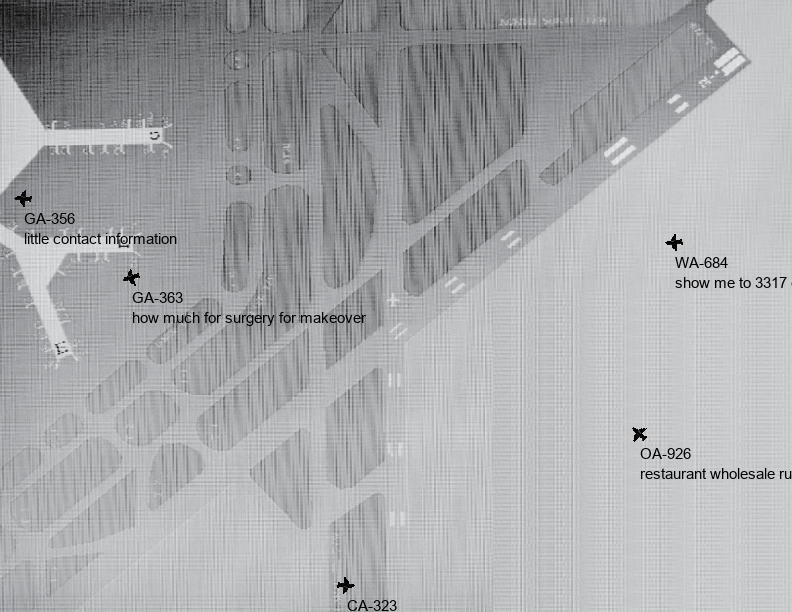 GA-356
little contact information
WA-684
show me to 3317
GA-363
how much for surgery for makeover
OA-926
restaurant wholesale ru
CA-323